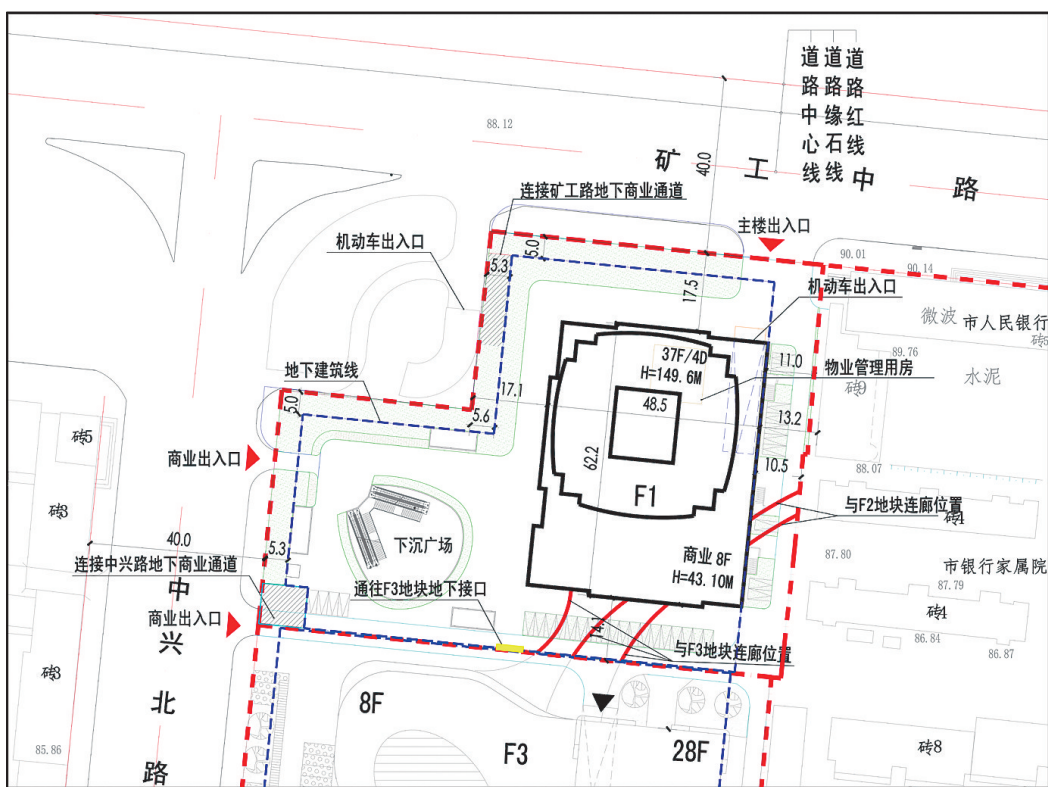 道路中心线
道路缘石线
道路红线
88.12
矿工中路
40.0
连接矿工路地下商业通道
主楼出入口
机动车出入口
5.0
5.3
17.5
90.01
90.14
机动车出入口
微波
市人民银行
89.76
37F/4D
H=149.6M
11.0
物业管理用房
水泥
砖9
地下建筑线
17.1
48.5
13.2
5.0
5.6
砖5
62.2
10.5
88.07
商业出入口
F1
砖3
与F2地块连廊位置
砖4
下沉广场
40.0
5.3
商业 8F
H=43.10M
87.80
连接中兴路地下商业通道
通往F3地块地下接口
市银行家属院
87.79
中兴北路
商业出入口
14.1
砖4
86.84
86.87
与F3地块连廊位置
砖3
8F
85.86
F3
28F
砖8